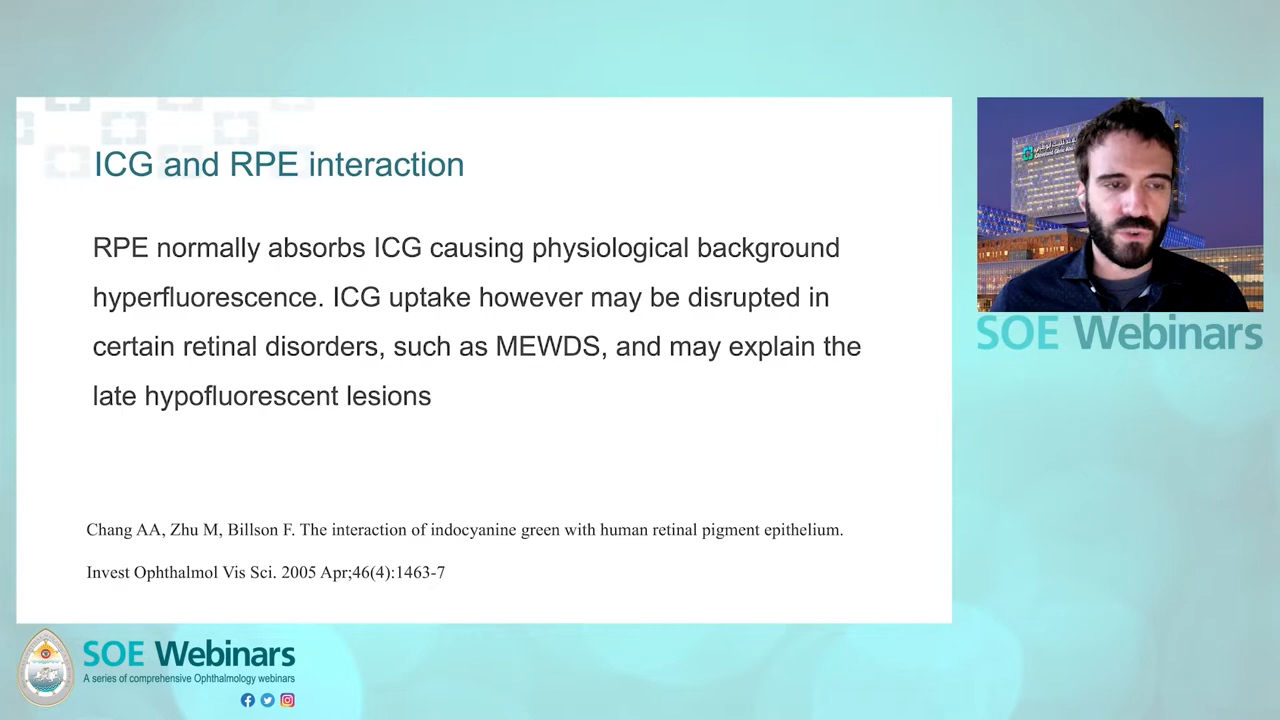 ICG and RPE interaction
RPE normally absorbs ICG causing physiological background
hyperfluorescence. ICG uptake however may be disrupted in
certain retinal disorders, such as MEWDS, and may explain the
late hypofluorescent lesions
Chang AA, Zhu M, Billson F. The interaction of indocyanine green with human retinal pigment epithelium.
Invest Ophthalmol Vis Sci. 2005 Apr;46(4):1463-7
SOE Webinars
SOE Webinars
A series of comprehensive Ophthalmology webinars